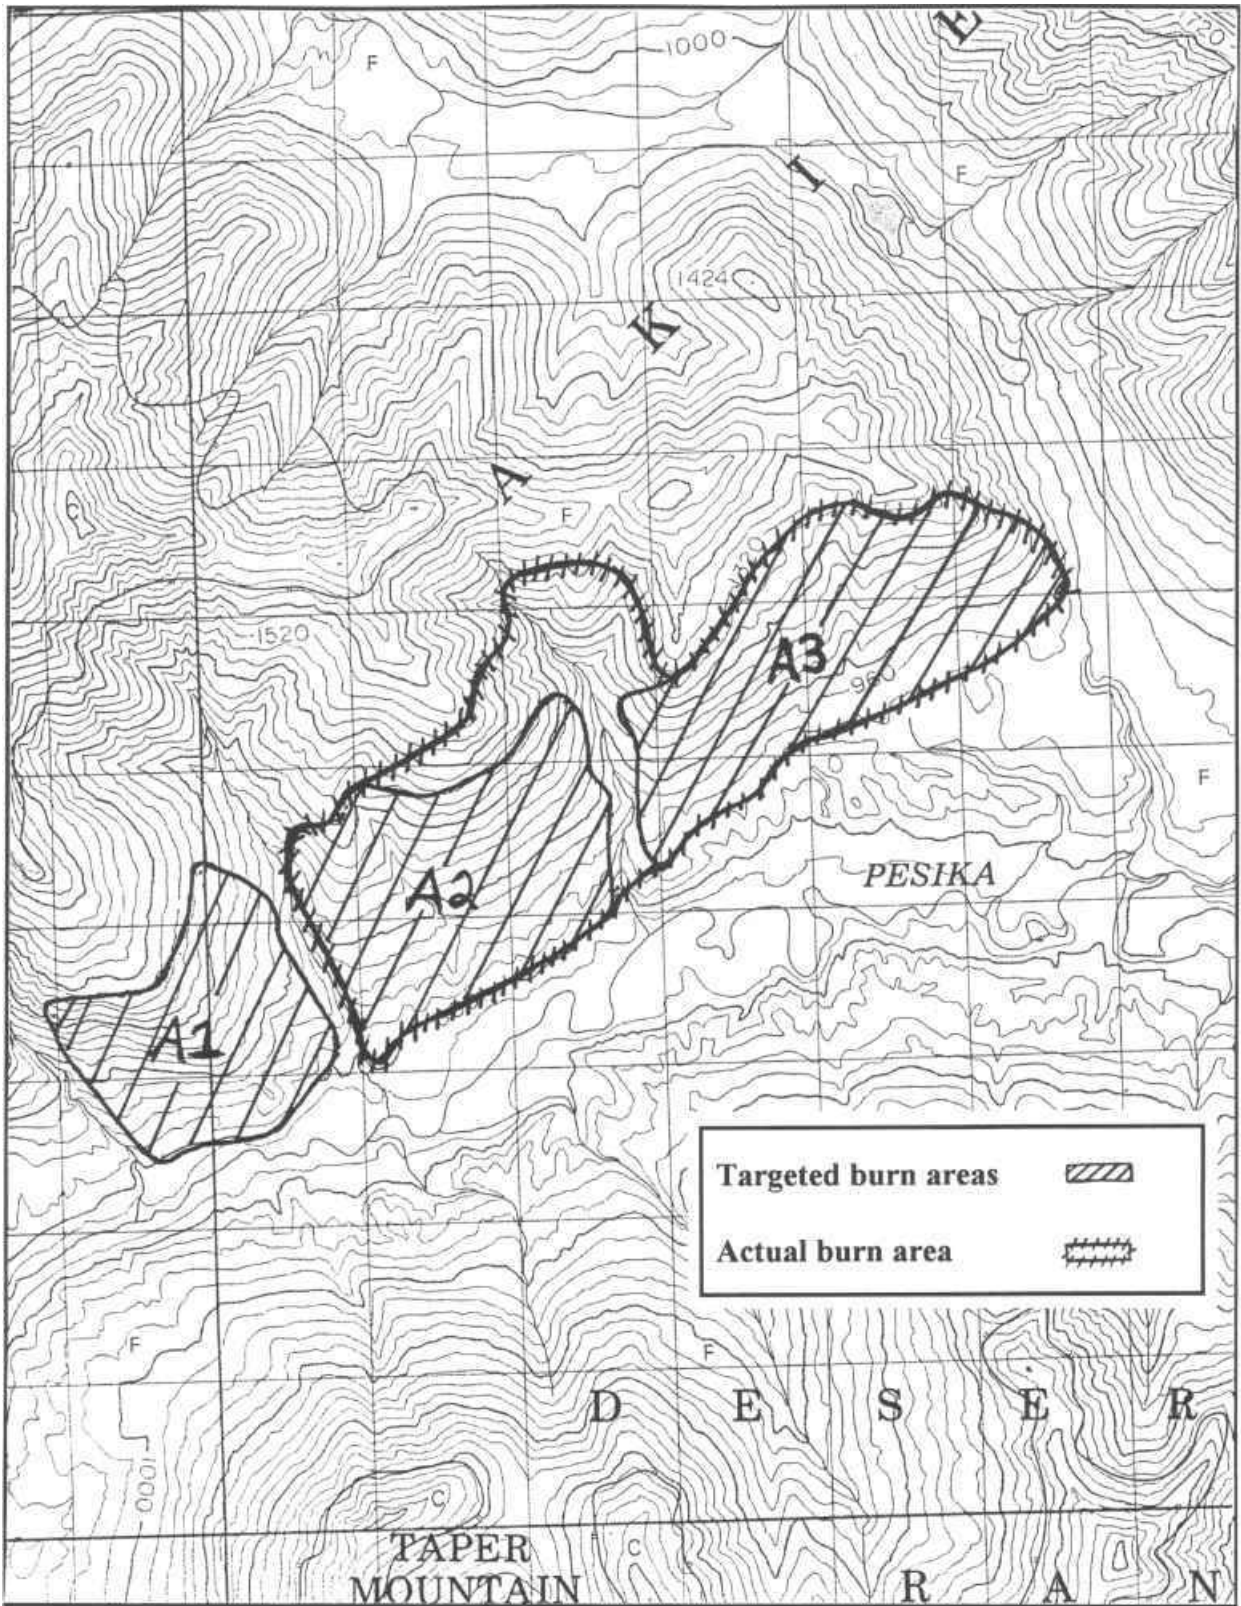 E
1000
F
I
F
1424
K
A
C
F
1520
A3
960
F
A2
PESIKA
A1
Targeted burn areas
Actual burn area
F
F
D E S E R
1000
C
TAPER
C
MOUNTAIN
R A N